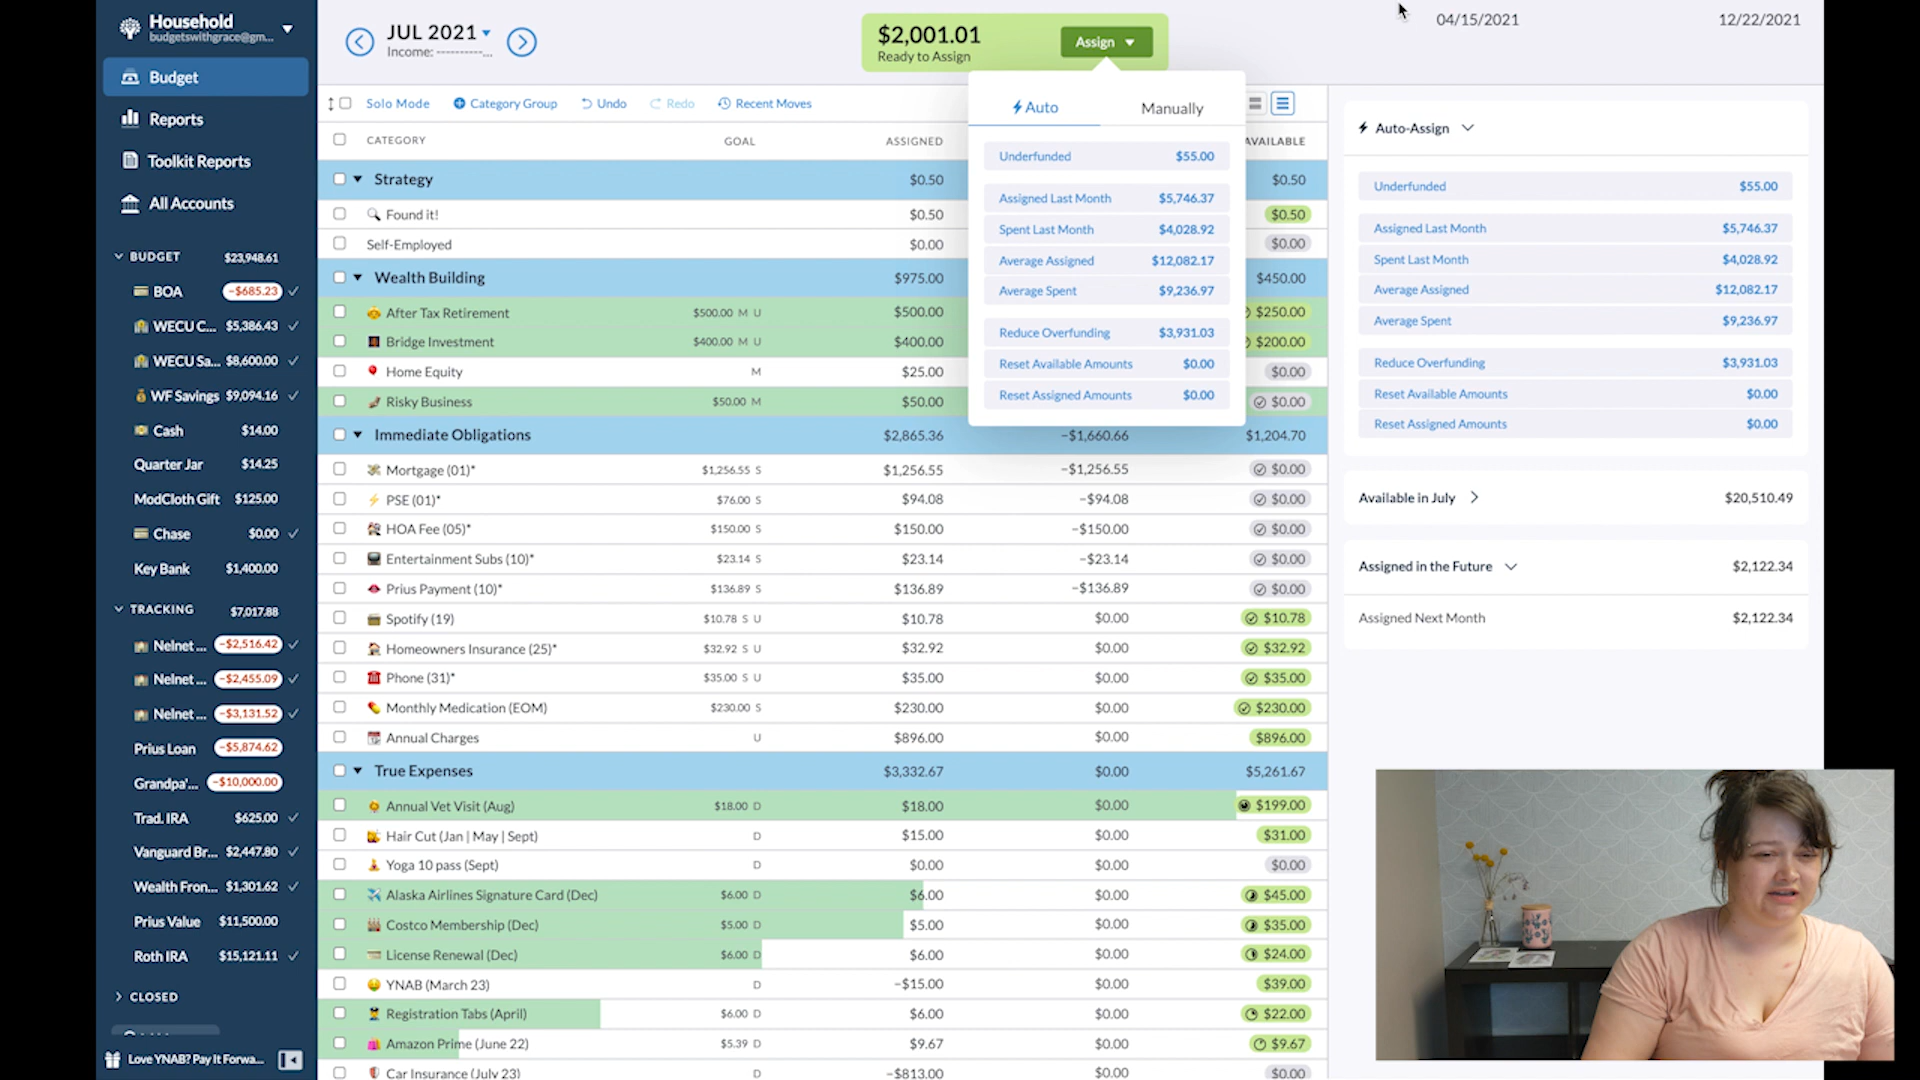 Household
budgetswithgrace@gm...
Budget
Reports
Toolkit Reports
All Accounts
BUDGET $23,948.61
BOA -$685.23
WECU C... $5,386.43
WECU Sa... $8,600.00
WF Savings $9,094.16
Cash $14.00
Quarter Jar $14.25
ModCloth Gift $125.00
Chase $0.00
Key Bank $1,400.00
TRACKING $7,017.88
Nelnet ... -$2,516.42
Nelnet ... -$2,455.09
Nelnet ... -$3,131.52
Prius Loan -$5,874.62
Grandpa'... -$10,000.00
Trad. IRA $625.00
Vanguard Br... $2,447.80
Wealth Fron... $1,301.62
Prius Value $11,500.00
Roth IRA $15,121.11
CLOSED
Love YNAB? Pay It Forwa...
JUL 2021
Income: ----------...
$2,001.01
Ready to Assign
Assign
04/15/2021 12/22/2021
Solo Mode Category Group Undo Redo Recent Moves
CATEGORY GOAL ASSIGNED AVAILABLE
Strategy $0.50 $0.50
Found it! $0.50 $0.50
Self-Employed $0.00 $0.00
Wealth Building $975.00 $450.00
After Tax Retirement $500.00 M U $500.00 $250.00
Bridge Investment $400.00 M U $400.00 $200.00
Home Equity M $25.00 $0.00
Risky Business $50.00 M $50.00 $0.00
Immediate Obligations $2,865.36 -$1,660.66 $1,204.70
Mortgage (01)* $1,256.55 S $1,256.55 -$1,256.55 $0.00
PSE (01)* $76.00 S $94.08 -$94.08 $0.00
HOA Fee (05)* $150.00 S $150.00 -$150.00 $0.00
Entertainment Subs (10)* $23.14 S $23.14 -$23.14 $0.00
Prius Payment (10)* $136.89 S $136.89 -$136.89 $0.00
Spotify (19) $10.78 S U $10.78 $0.00 $10.78
Homeowners Insurance (25)* $32.92 S U $32.92 $0.00 $32.92
Phone (31)* $35.00 S U $35.00 $0.00 $35.00
Monthly Medication (EOM) $230.00 S $230.00 $0.00 $230.00
Annual Charges U $896.00 $0.00 $896.00
True Expenses $3,332.67 $0.00 $5,261.67
Annual Vet Visit (Aug) $18.00 D $18.00 $0.00 $199.00
Hair Cut (Jan | May | Sept) D $15.00 $0.00 $31.00
Yoga 10 pass (Sept) D $0.00 $0.00 $0.00
Alaska Airlines Signature Card (Dec) $6.00 D $6.00 $0.00 $45.00
Costco Membership (Dec) $5.00 D $5.00 $0.00 $35.00
License Renewal (Dec) $6.00 D $6.00 $0.00 $24.00
YNAB (March 23) D -$15.00 $0.00 $39.00
Registration Tabs (April) $6.00 D $6.00 $0.00 $22.00
Amazon Prime (June 22) $5.39 D $9.67 $0.00 $9.67
Car Insurance (July 23) D -$813.00 $0.00 $0.00
Auto Manually
Underfunded $55.00
Assigned Last Month $5,746.37
Spent Last Month $4,028.92
Average Assigned $12,082.17
Average Spent $9,236.97
Reduce Overfunding $3,931.03
Reset Available Amounts $0.00
Reset Assigned Amounts $0.00
Auto-Assign
Underfunded $55.00
Assigned Last Month $5,746.37
Spent Last Month $4,028.92
Average Assigned $12,082.17
Average Spent $9,236.97
Reduce Overfunding $3,931.03
Reset Available Amounts $0.00
Reset Assigned Amounts $0.00
Available in July $20,510.49
Assigned in the Future $2,122.34
Assigned Next Month $2,122.34